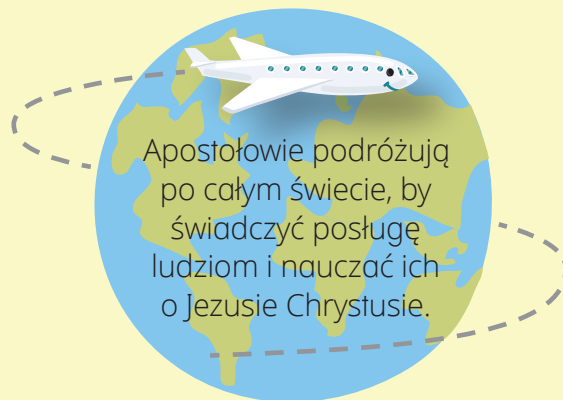 Apostołowie podróżują
po całym świecie, by
świadczyć posługę
ludziom i nauczać ich
o Jezusie Chrystusie.